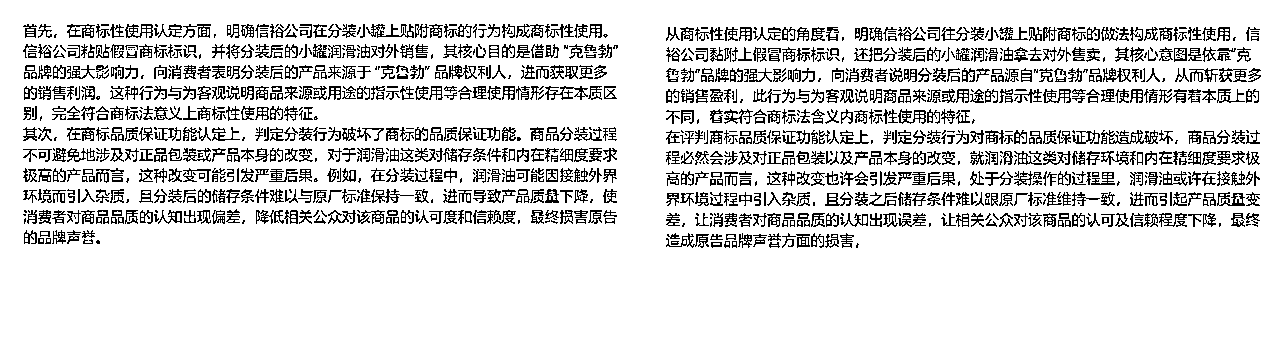 首先，在商标性使用认定方面，明确信裕公司在分装小罐上贴附商标的行为构成商标性使用。
信裕公司粘贴假冒商标标识，并将分装后的小罐润滑油对外销售，其核心目的是借助“克鲁勃”
品牌的强大影响力，向消费者表明分装后的产品来源于“克鲁勃”品牌权利人，进而获取更多
的销售利润。这种行为与为客观说明商品来源或用途的指示性使用等合理使用情形存在本质区
别，完全符合商标法意义上商标性使用的特征。
其次，在商标品质保证功能认定上，判定分装行为破坏了商标的品质保证功能。商品分装过程
不可避免地涉及对正品包装或产品本身的改变，对于润滑油这类对储存条件和内在精细度要求
极高的产品而言，这种改变可能引发严重后果。例如，在分装过程中，润滑油可能因接触外界
环境而引入杂质，且分装后的储存条件难以与原厂标准保持一致，进而导致产品质量下降，使
消费者对商品品质的认知出现偏差，降低相关公众对该商品的认可度和信赖度，最终损害原告
的品牌声誉。
从商标性使用认定的角度看，明确信裕公司往分装小罐上贴附商标的做法构成商标性使用，信
裕公司黏附上假冒商标标识，还把分装后的小罐润滑油拿去对外售卖，其核心意图是依靠“克
鲁勃”品牌的强大影响力，向消费者说明分装后的产品源自“克鲁勃”品牌权利人，从而斩获更多
的销售盈利，此行为与为客观说明商品来源或用途的指示性使用等合理使用情形有着本质上的
不同，着实符合商标法含义内商标性使用的特征，
在评判商标品质保证功能认定上，判定分装行为对商标的品质保证功能造成破坏，商品分装过
程必然会涉及对正品包装以及产品本身的改变，就润滑油这类对储存环境和内在精细度要求极
高的产品而言，这种改变也许会引发严重后果，处于分装操作的过程里，润滑油或许在接触外
界环境过程中引入杂质，且分装之后储存条件难以跟原厂标准维持一致，进而引起产品质量变
差，让消费者对商品品质的认知出现误差，让相关公众对该商品的认可及信赖程度下降，最终
造成原告品牌声誉方面的损害，